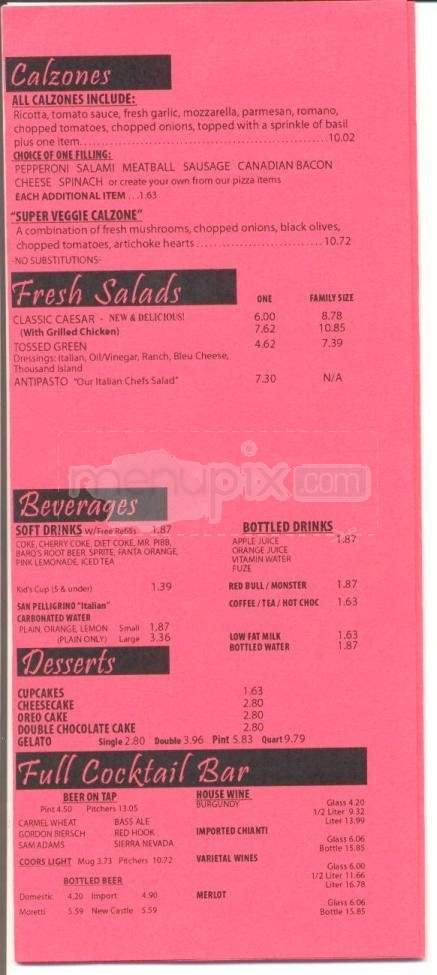 Calzones
ALL CALZONES INCLUDE:
Ricotta, tomato sauce, fresh garlic, mozzarella, parmesan, romano,
chopped tomatoes, chopped onions, topped with a sprinkle of basil
plus one item.......10.02
CHOICE OF ONE FILLING:
PEPPERONI SALAMI MEATBALL SAUSAGE CANADIAN BACON
CHEESE SPINACH or create your own from our pizza items
EACH ADDITIONAL ITEM ...1.63
"SUPER VEGGIE CALZONE"
A combination of fresh mushrooms, chopped onions, black olives,
chopped tomatoes, artichoke hearts .......10.72
-NO SUBSTITUTIONS-
Fresh Salads ONE FAMILY SIZE
CLASSIC CAESAR - NEW & DELICIOUS! 6.00 8.78
(With Grilled Chicken) 7.62 10.85
TOSSED GREEN 4.62 7.39
Dressings: Italian, Oil/Vinegar, Ranch, Bleu Cheese,
Thousand Island
ANTIPASTO "Our Italian Chefs Salad" 7.30 N/A
menupix.com
Beverages
SOFT DRINKS w/Free Refills 1.87
COKE, CHERRY COKE, DIET COKE, MR. PIBB,
BARQ'S ROOT BEER, SPRITE, FANTA ORANGE,
PINK LEMONADE, ICED TEA
Kid's Cup (5 & under) 1.39
SAN PELLIGRINO "Italian"
CARBONATED WATER
PLAIN, ORANGE, LEMON Small 1.87
(PLAIN ONLY) Large 3.36
BOTTLED DRINKS
APPLE JUICE 1.87
ORANGE JUICE
VITAMIN WATER
FUZE
RED BULL / MONSTER 1.87
COFFEE / TEA / HOT CHOC 1.63
LOW FAT MILK 1.63
BOTTLED WATER 1.87
Desserts
CUPCAKES 1.63
CHEESECAKE 2.80
OREO CAKE 2.80
DOUBLE CHOCOLATE CAKE 2.80
GELATO Single 2.80 Double 3.96 Pint 5.83 Quart 9.79
Full Cocktail Bar
BEER ON TAP
Pint 4.50 Pitchers 13.05
CARMEL WHEAT BASS ALE
GORDON BIERSCH RED HOOK
SAM ADAMS SIERRA NEVADA
COORS LIGHT Mug 3.73 Pitchers 10.72
BOTTLED BEER
Domestic 4.20 Import 4.90
Moretti 5.59 New Castle 5.59
HOUSE WINE
BURGUNDY Glass 4.20
1/2 Liter 9.32
Liter 13.99
IMPORTED CHIANTI
Glass 6.06
Bottle 15.85
VARIETAL WINES
Glass 6.00
1/2 Liter 11.66
Liter 16.78
MERLOT
Glass 6.06
Bottle 15.85